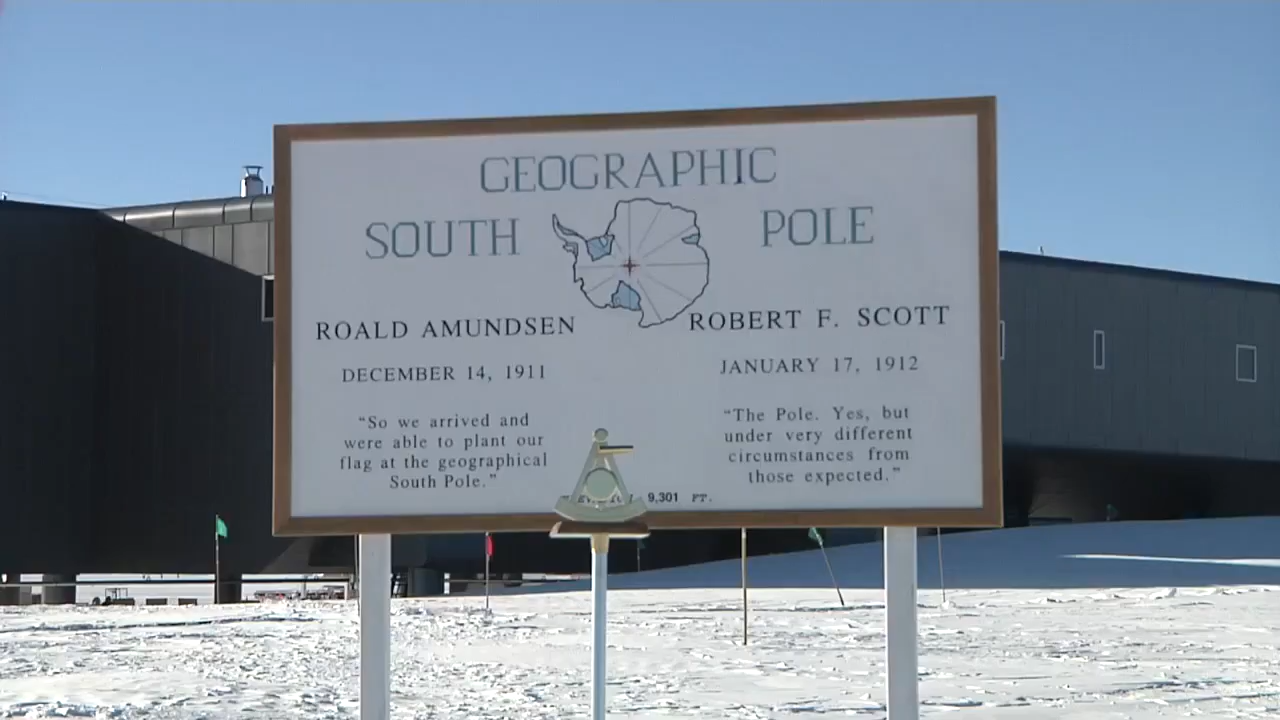 GEOGRAPHIC
SOUTH POLE
ROALD AMUNDSEN
DECEMBER 14, 1911
"So we arrived and
were able to plant our
flag at the geographical
South Pole."
ROBERT F. SCOTT
JANUARY 17, 1912
"The Pole. Yes, but
under very different
circumstances from
those expected."
9,301 FT.